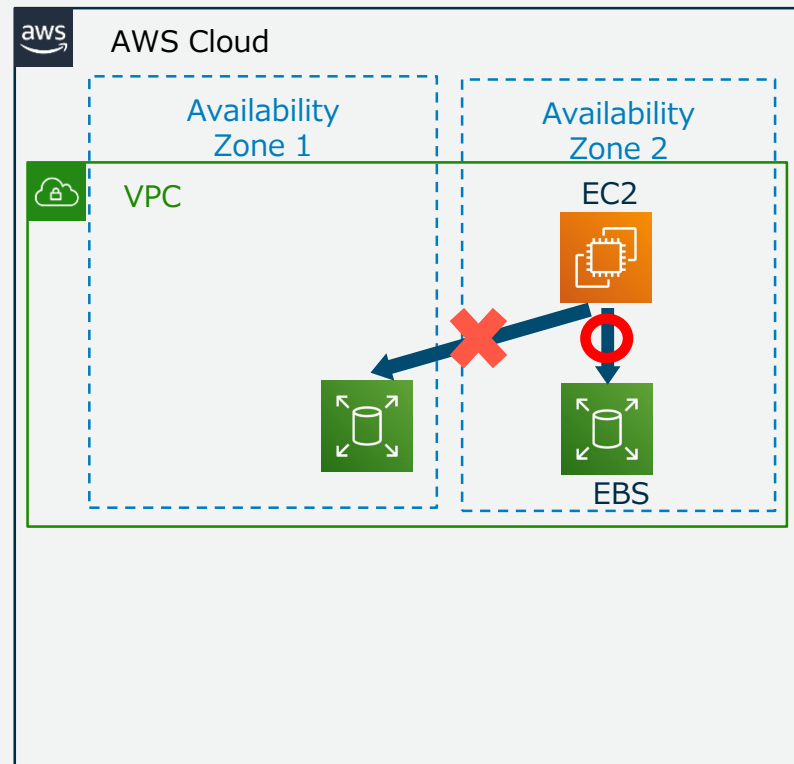 aws
AWS Cloud
Availability
Zone 1
Availability
Zone 2
VPC
EC2
EBS